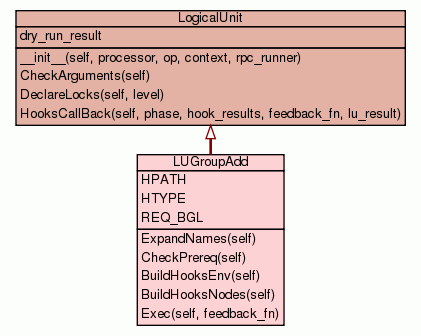 LogicalUnit
dry_run_result
__init__(self, processor, op, context, rpc_runner)
CheckArguments(self)
DeclareLocks(self, level)
HooksCallBack(self, phase, hook_results, feedback_fn, lu_result)
LUGroupAdd
HPATH
HTYPE
REQ_BGL
ExpandNames(self)
CheckPrereq(self)
BuildHooksEnv(self)
BuildHooksNodes(self)
Exec(self, feedback_fn)